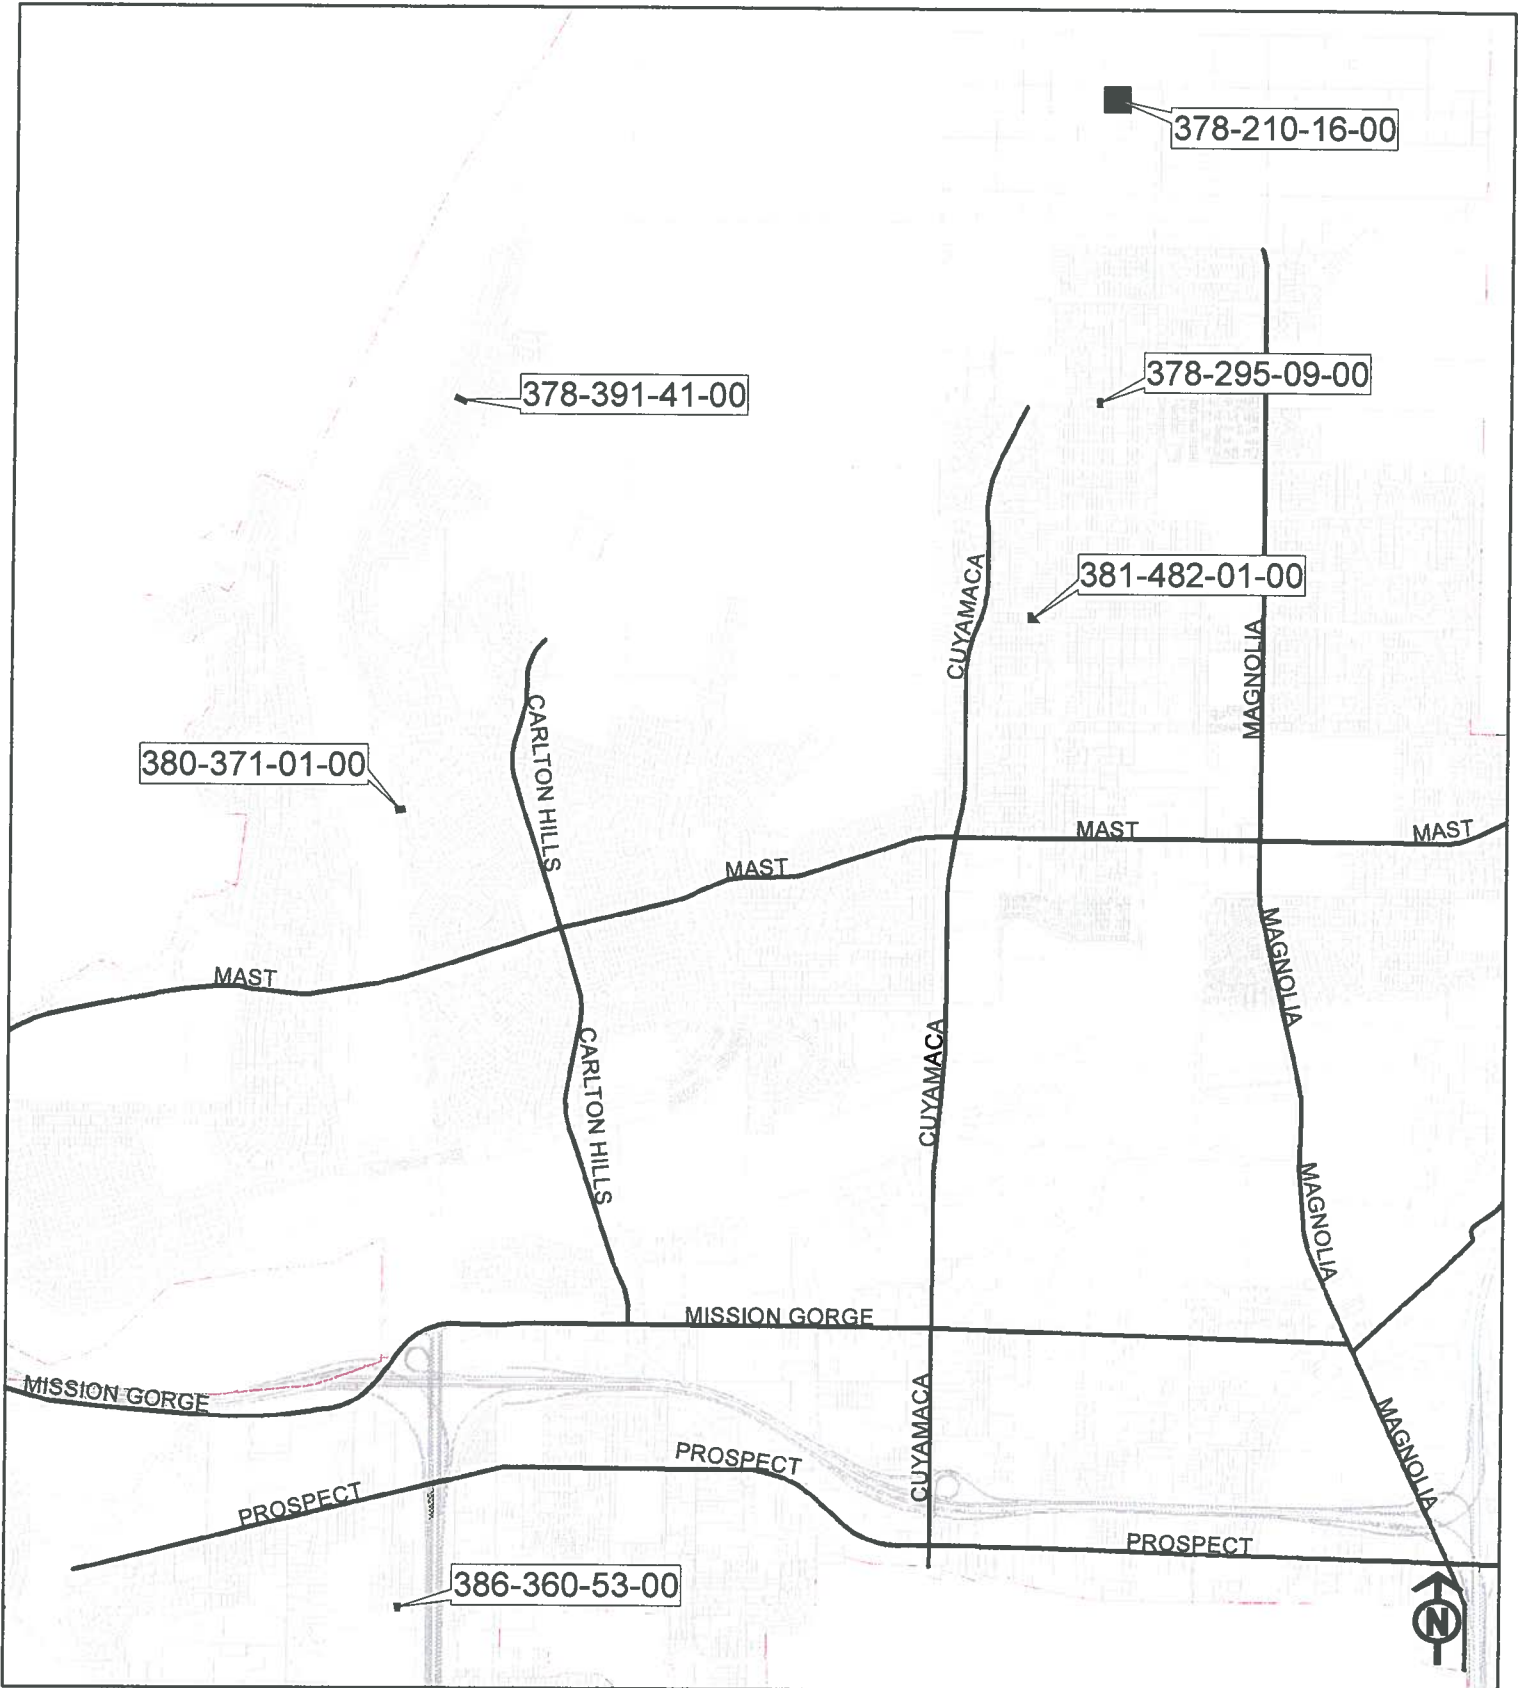 378-210-16-00
378-295-09-00
378-391-41-00
381-482-01-00
CUYAMACA
MAGNOLIA
CARLTON HILLS
380-371-01-00
MAST
MAST
MAST
MAST
MAGNOLIA
CUYAMACA
CARLTON HILLS
MAGNOLIA
MISSION GORGE
MISSION GORGE
CUYAMACA
MAGNOLIA
PROSPECT
PROSPECT
PROSPECT
386-360-53-00
N